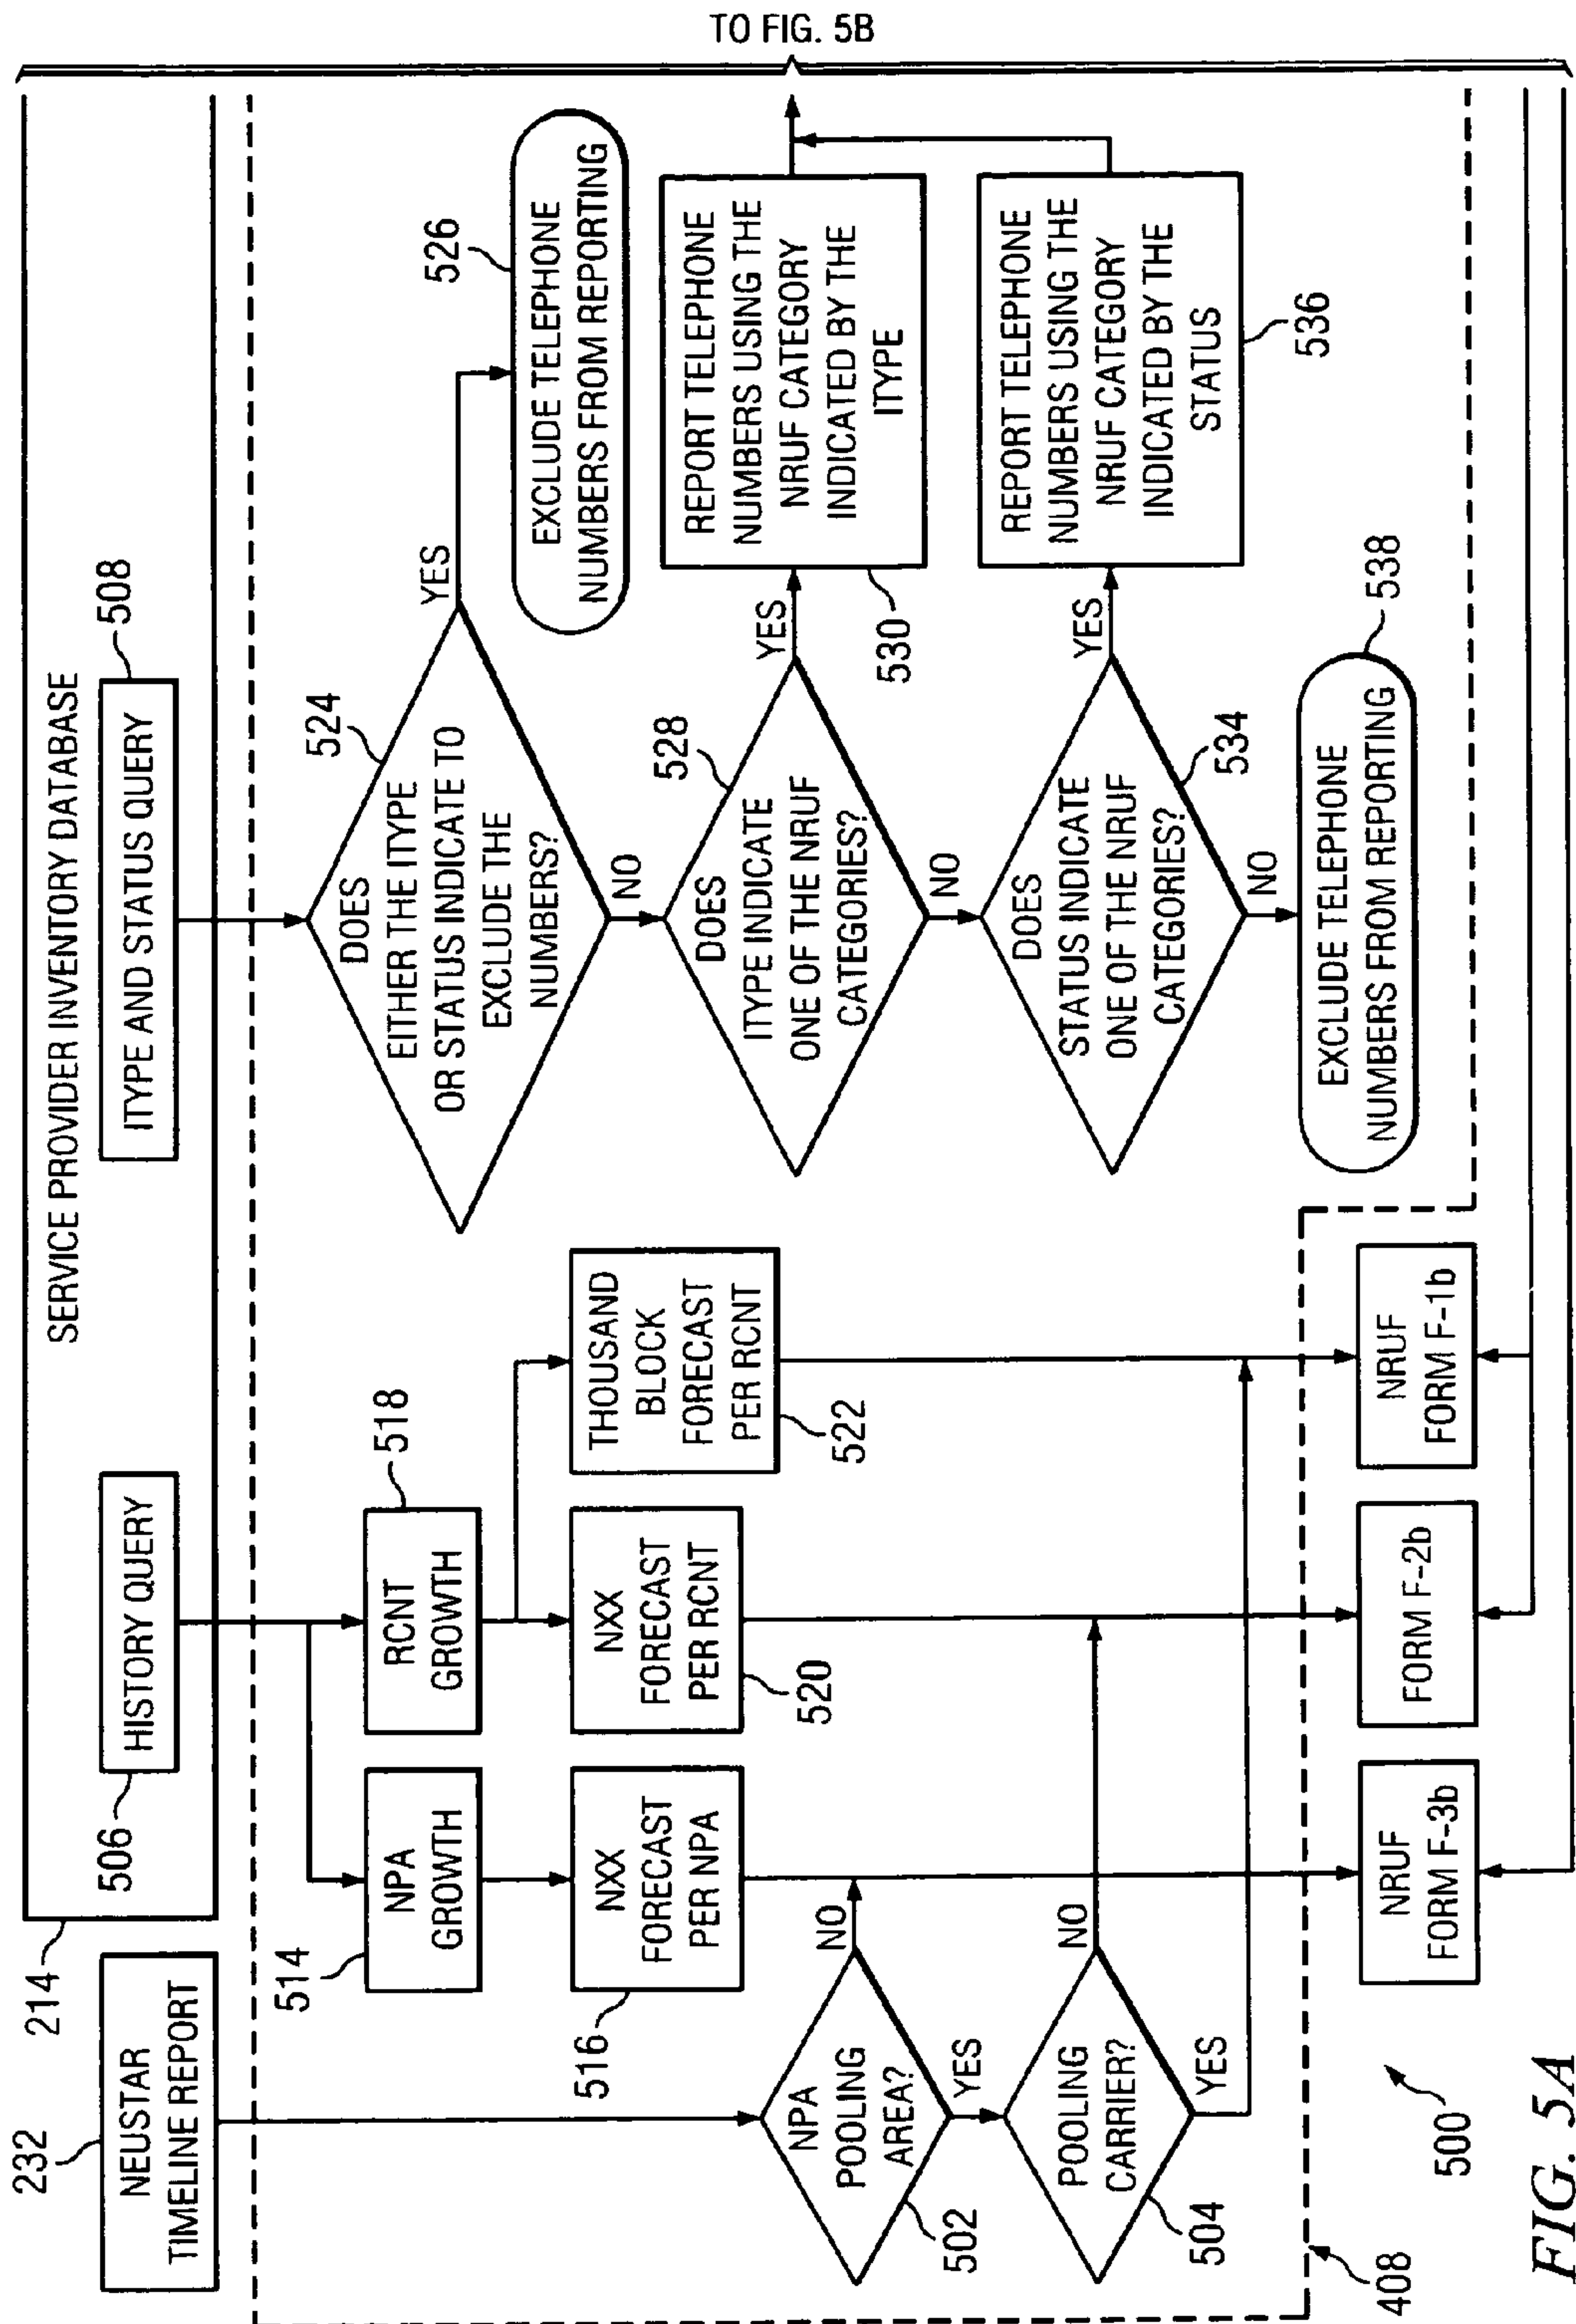 TO FIG. 5B
SERVICE PROVIDER INVENTORY DATABASE
214
232
NEUSTAR
TIMELINE REPORT
506
HISTORY QUERY
508
ITYPE AND STATUS QUERY
514
NPA
GROWTH
518
RCNT
GROWTH
516
NXX
FORECAST
PER NPA
520
NXX
FORECAST
PER RCNT
522
THOUSAND
BLOCK
FORECAST
PER RCNT
502
NPA
POOLING
AREA?
NO
YES
504
POOLING
CARRIER?
NO
YES
524
DOES
EITHER THE ITYPE
OR STATUS INDICATE TO
EXCLUDE THE
NUMBERS?
YES
NO
526
EXCLUDE TELEPHONE
NUMBERS FROM REPORTING
528
DOES
ITYPE INDICATE
ONE OF THE NRUF
CATEGORIES?
YES
NO
530
REPORT TELEPHONE
NUMBERS USING THE
NRUF CATEGORY
INDICATED BY THE
ITYPE
534
DOES
STATUS INDICATE
ONE OF THE NRUF
CATEGORIES?
YES
NO
536
REPORT TELEPHONE
NUMBERS USING THE
NRUF CATEGORY
INDICATED BY THE
STATUS
538
EXCLUDE TELEPHONE
NUMBERS FROM REPORTING
NRUF
FORM F-3b
FORM F-2b
NRUF
FORM F-1b
408
500
FIG. 5A